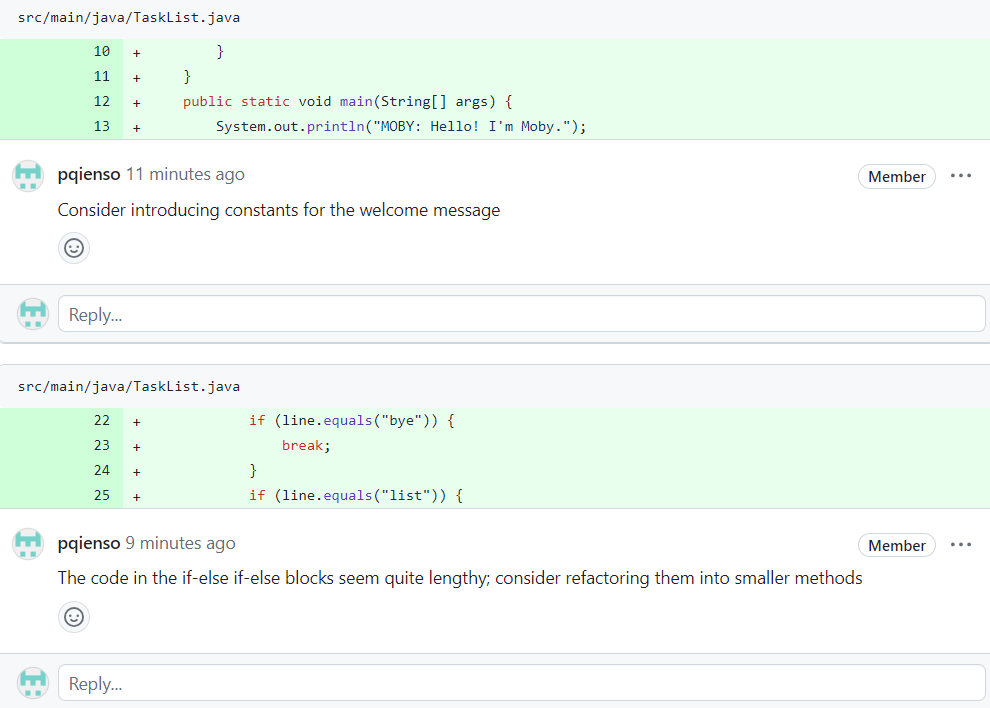 src/main/java/TaskList.java
10 + }
11 + }
12 + public static void main(String[] args) {
13 + System.out.println("MOBY: Hello! I'm Moby.");
pqienso 11 minutes ago Member ...
Consider introducing constants for the welcome message
Reply...
src/main/java/TaskList.java
22 + if (line.equals("bye")) {
23 + break;
24 + }
25 + if (line.equals("list")) {
pqienso 9 minutes ago Member ...
The code in the if-else if-else blocks seem quite lengthy; consider refactoring them into smaller methods
Reply...